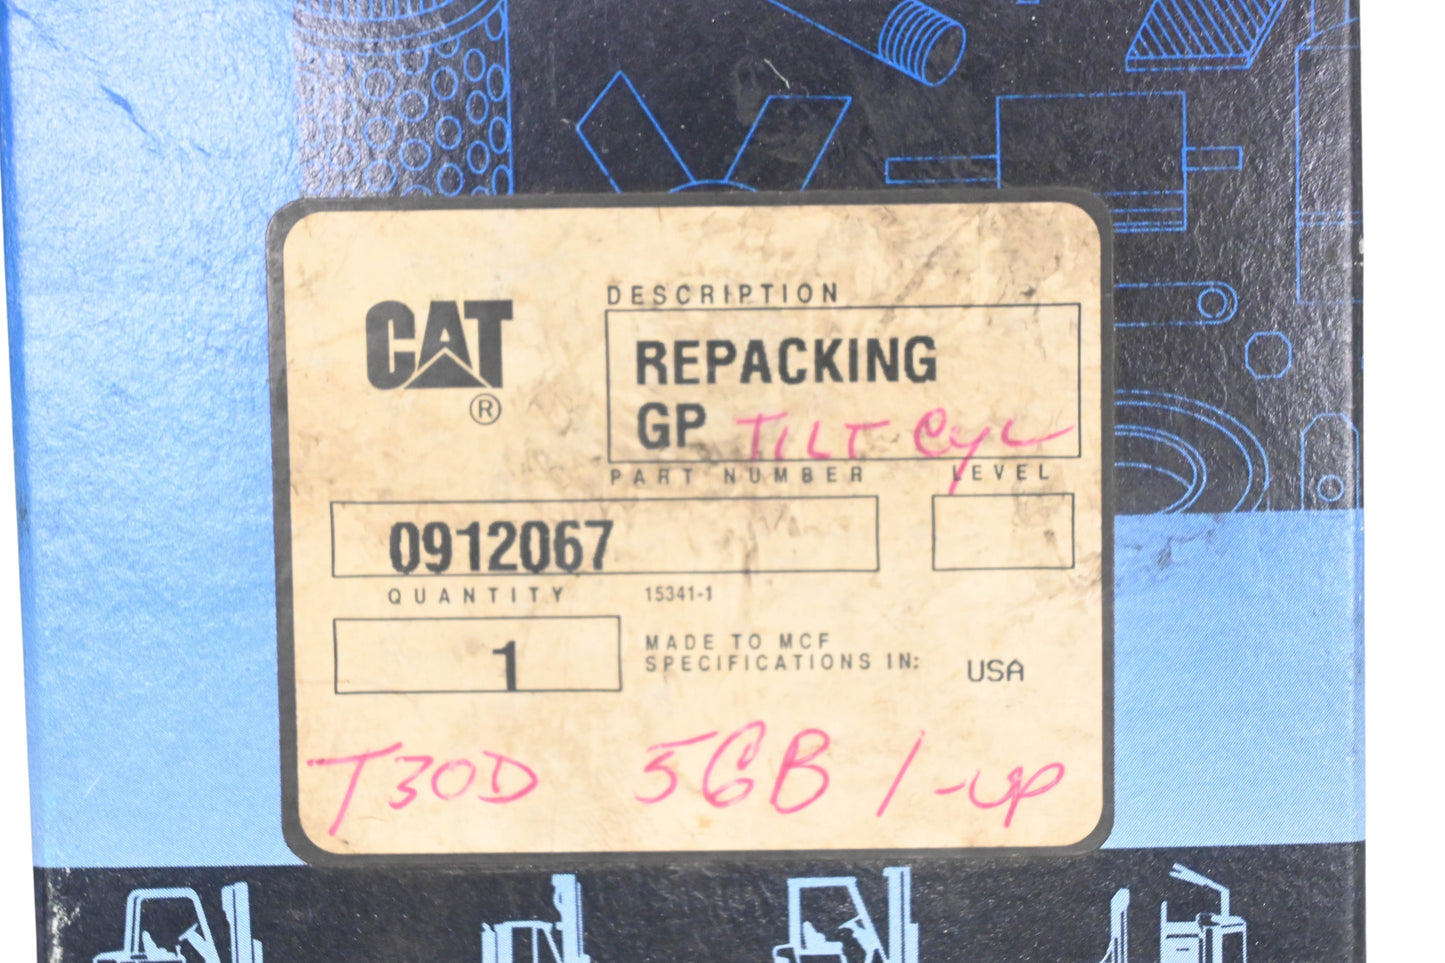 CAT
®
DESCRIPTION
REPACKING
GP TILT Cyl
PART NUMBER LEVEL
0912067
QUANTITY 15341-1
1
MADE TO MCF
SPECIFICATIONS IN: USA
T30D 5GB 1-up